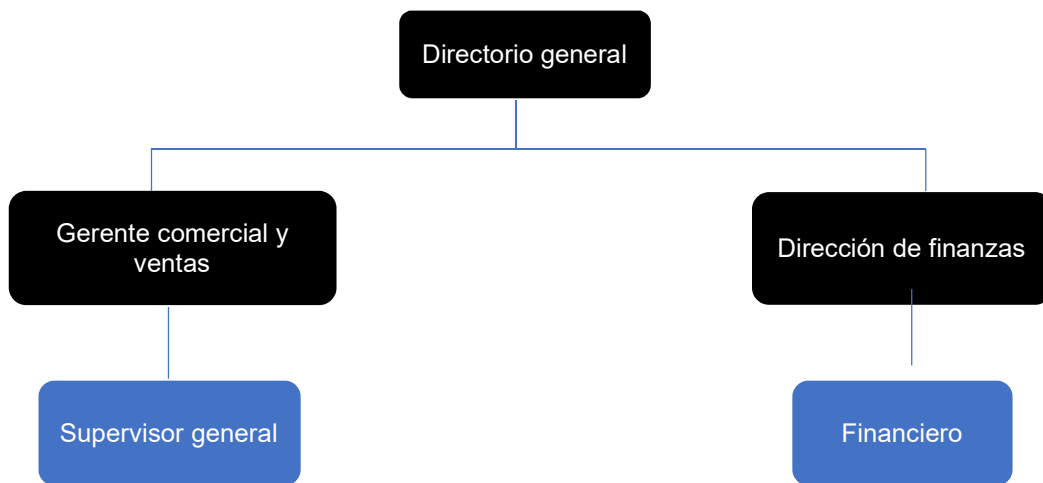 Directorio general
Gerente comercial y
ventas
Dirección de finanzas
Supervisor general
Financiero